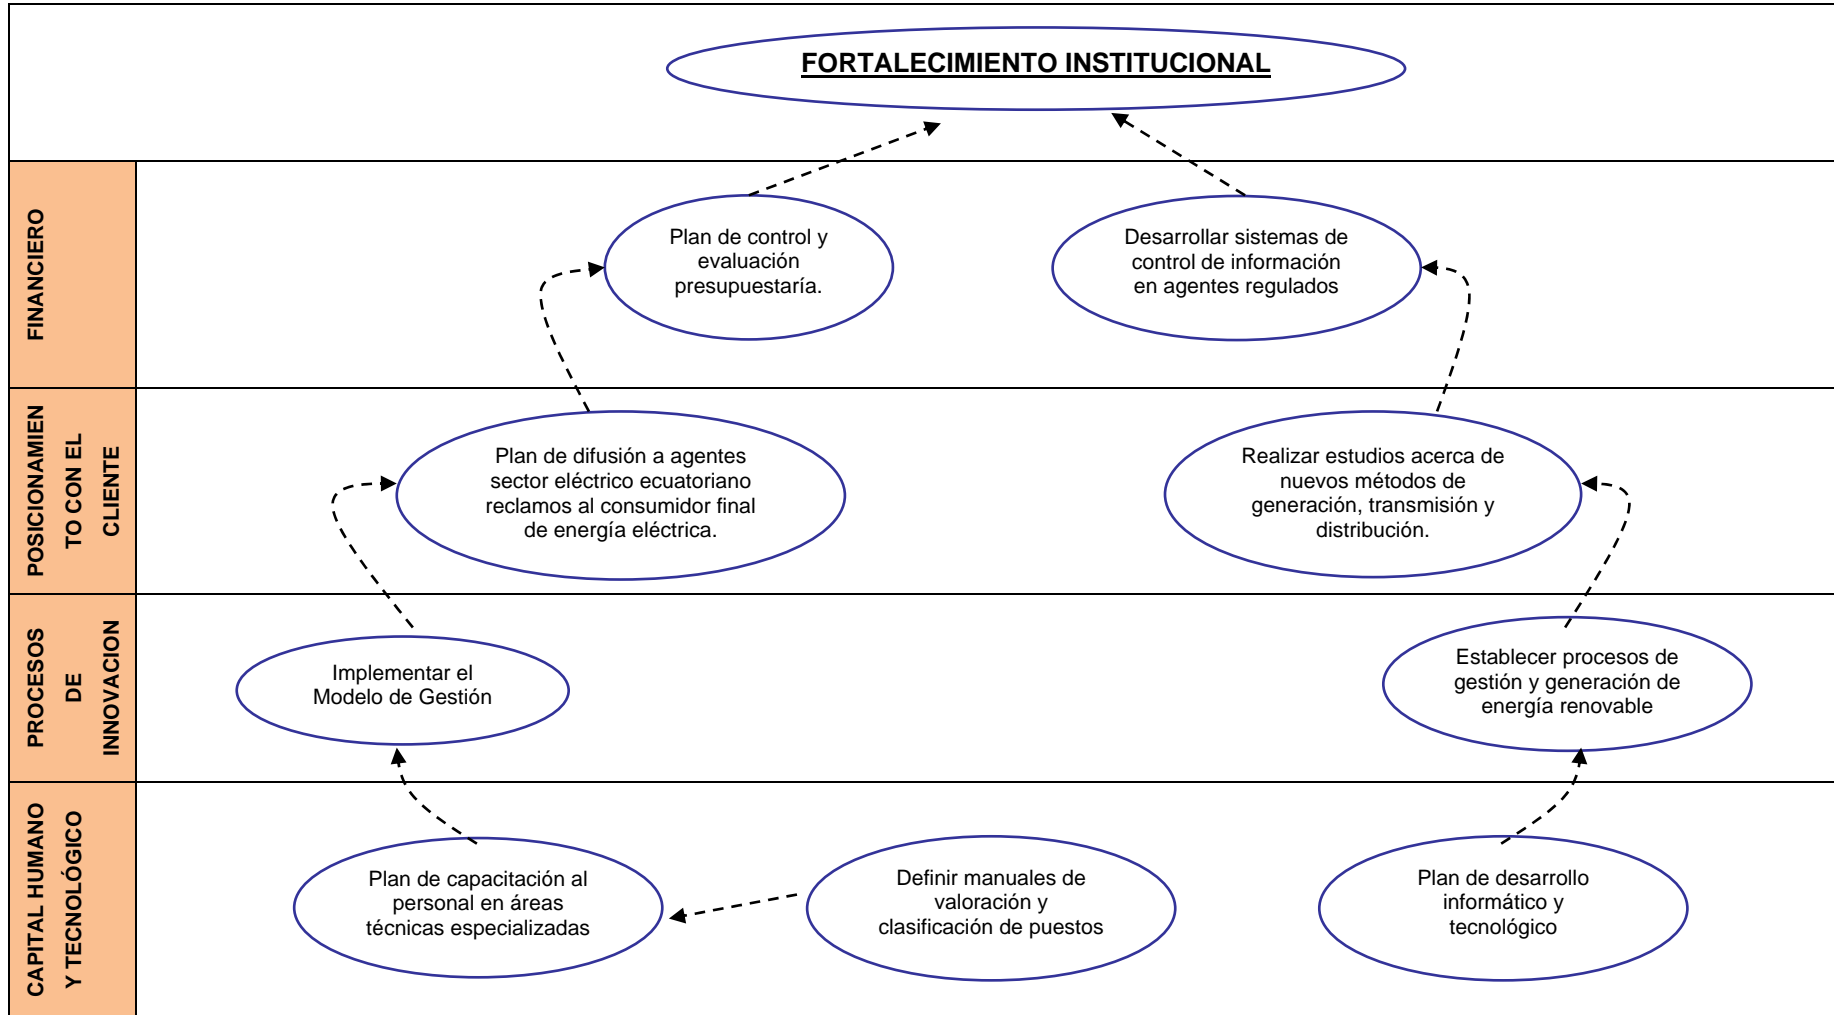 FORTALECIMIENTO INSTITUCIONAL
FINANCIERO
Plan de control y
evaluación
presupuestaría.
Desarrollar sistemas de
control de información
en agentes regulados
POSICIONAMIEN
TO CON EL
CLIENTE
Plan de difusión a agentes
sector eléctrico ecuatoriano
reclamos al consumidor final
de energía eléctrica.
Realizar estudios acerca de
nuevos métodos de
generación, transmisión y
distribución.
PROCESOS
DE
INNOVACION
Implementar el
Modelo de Gestión
Establecer procesos de
gestión y generación de
energía renovable
CAPITAL HUMANO
Y TECNOLÓGICO
Plan de capacitación al
personal en áreas
técnicas especializadas
Definir manuales de
valoración y
clasificación de puestos
Plan de desarrollo
informático y
tecnológico